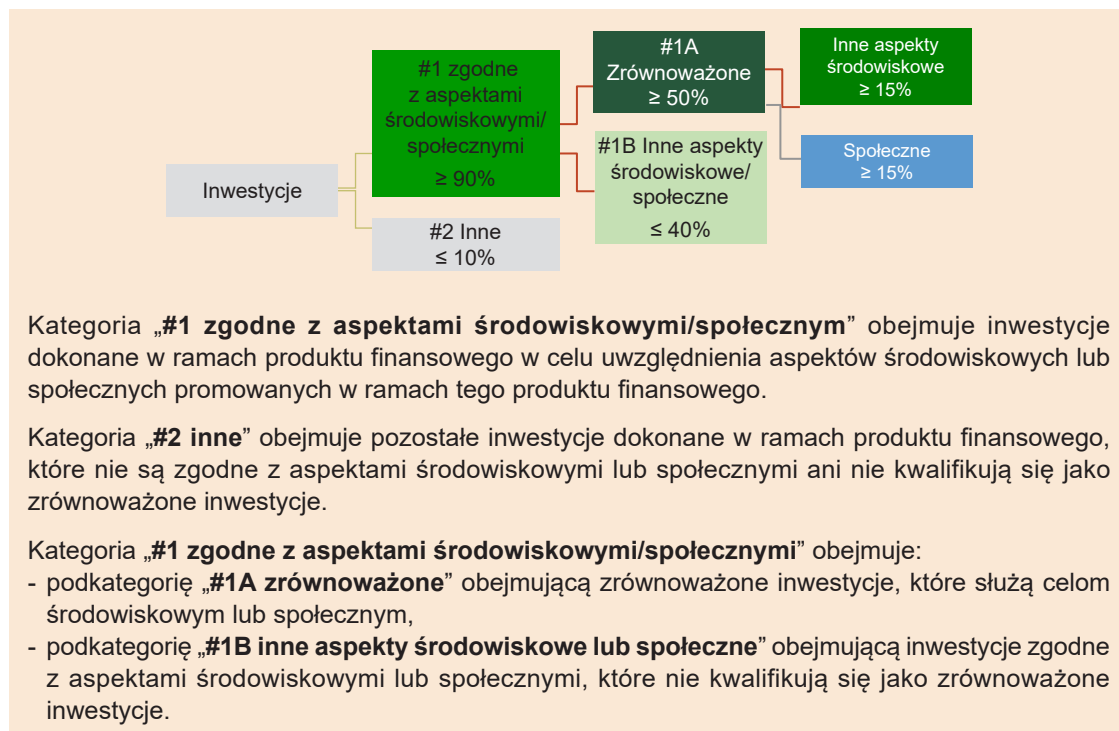 Inwestycje
#1 zgodne
z aspektami
środowiskowymi/
społecznymi
≥ 90%
#2 Inne
≤ 10%
#1A
Zrównoważone
≥ 50%
#1B Inne aspekty
środowiskowe/
społeczne
≤ 40%
Inne aspekty
środowiskowe
≥ 15%
Społeczne
≥ 15%
Kategoria „#1 zgodne z aspektami środowiskowymi/społecznym” obejmuje inwestycje
dokonane w ramach produktu finansowego w celu uwzględnienia aspektów środowiskowych lub
społecznych promowanych w ramach tego produktu finansowego.
Kategoria „#2 inne” obejmuje pozostałe inwestycje dokonane w ramach produktu finansowego,
które nie są zgodne z aspektami środowiskowymi lub społecznymi ani nie kwalifikują się jako
zrównoważone inwestycje.
Kategoria „#1 zgodne z aspektami środowiskowymi/społecznymi” obejmuje:
- podkategorię „#1A zrównoważone” obejmującą zrównoważone inwestycje, które służą celom
środowiskowym lub społecznym,
- podkategorię „#1B inne aspekty środowiskowe lub społeczne” obejmującą inwestycje zgodne
z aspektami środowiskowymi lub społecznymi, które nie kwalifikują się jako zrównoważone
inwestycje.